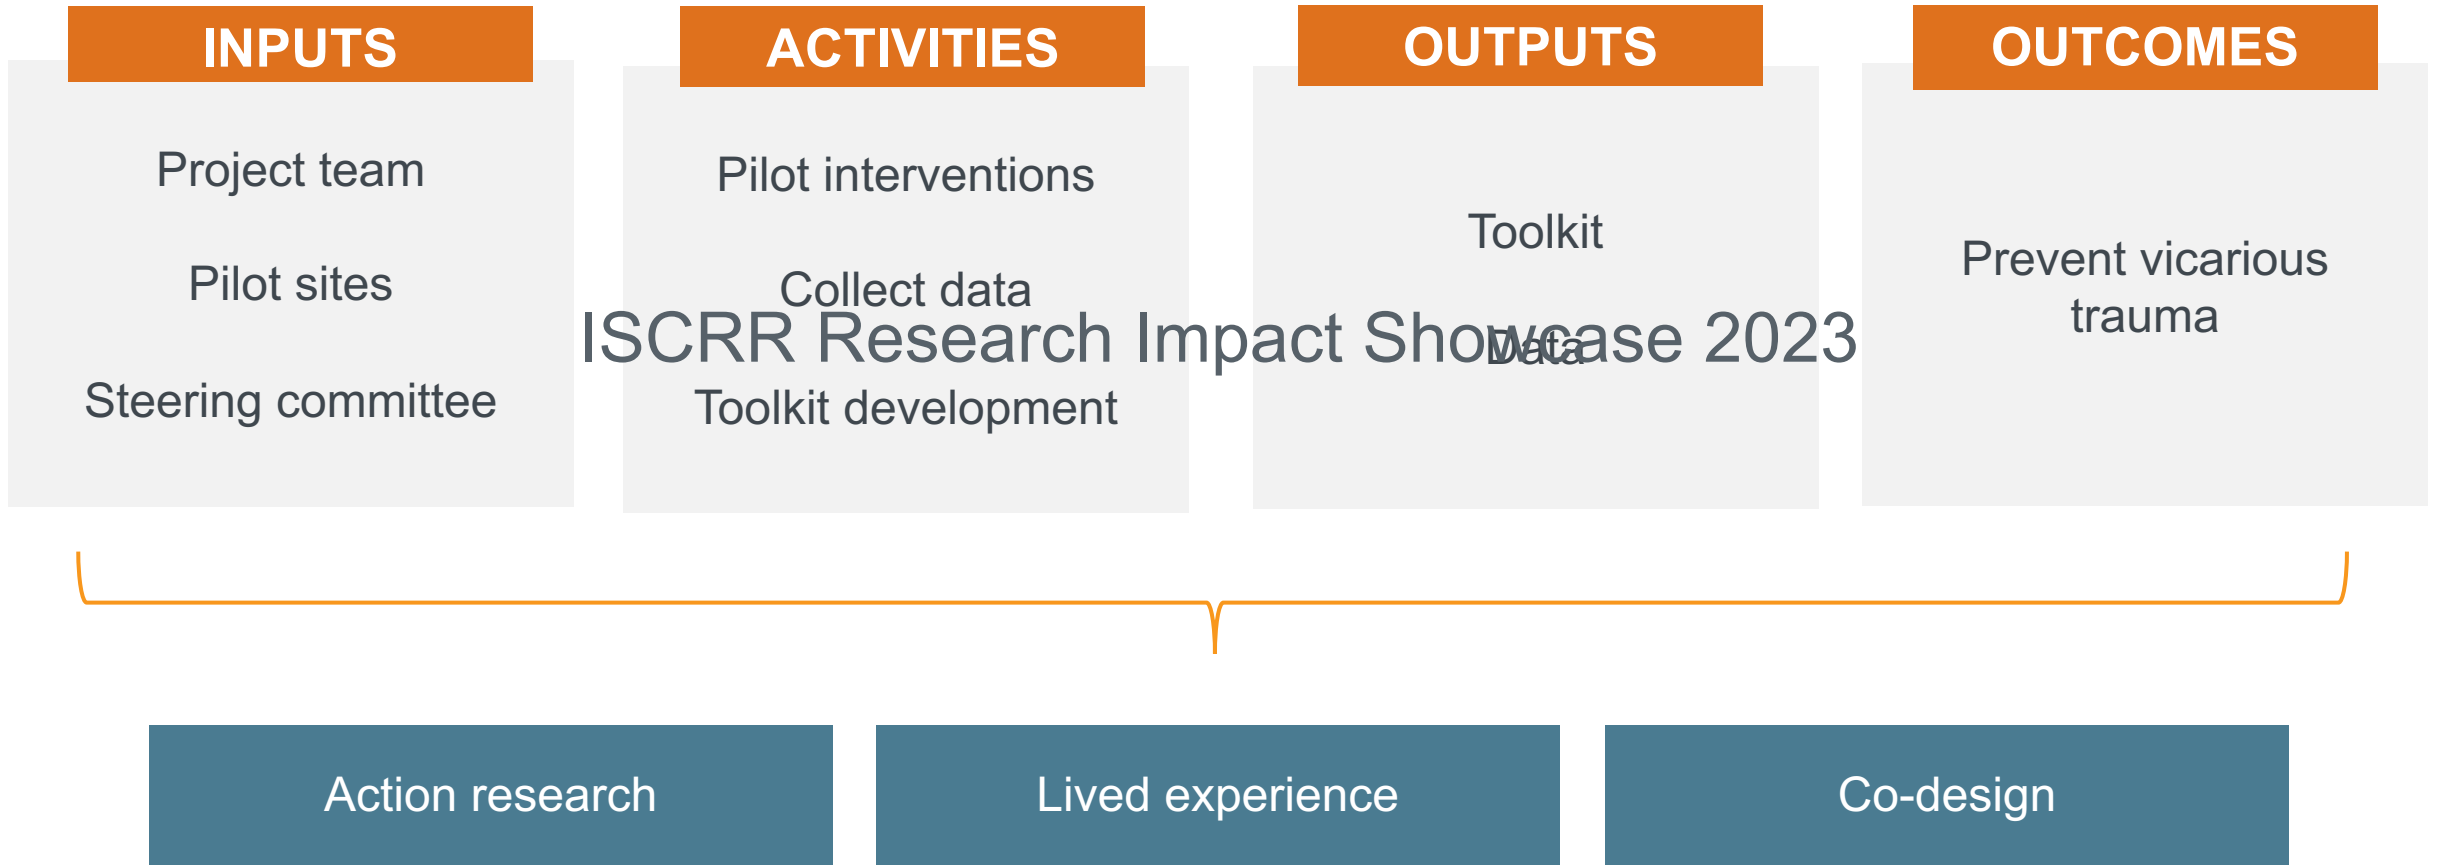 INPUTS
Project team
Pilot sites
Steering committee
ACTIVITIES
Pilot interventions
Collect data
Toolkit development
OUTPUTS
Toolkit
Data
OUTCOMES
Prevent vicarious
trauma
ISCRR Research Impact Showcase 2023
Action research
Lived experience
Co-design